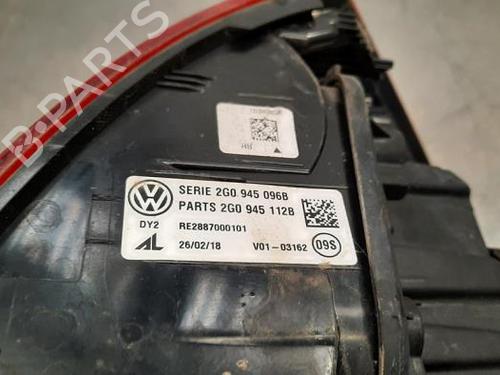 B-PARTS
SERIE 2G0 945 096B
PARTS 2G0 945 112B
DY2
RE2887000101
AL
26/02/18
V01-03162
09S